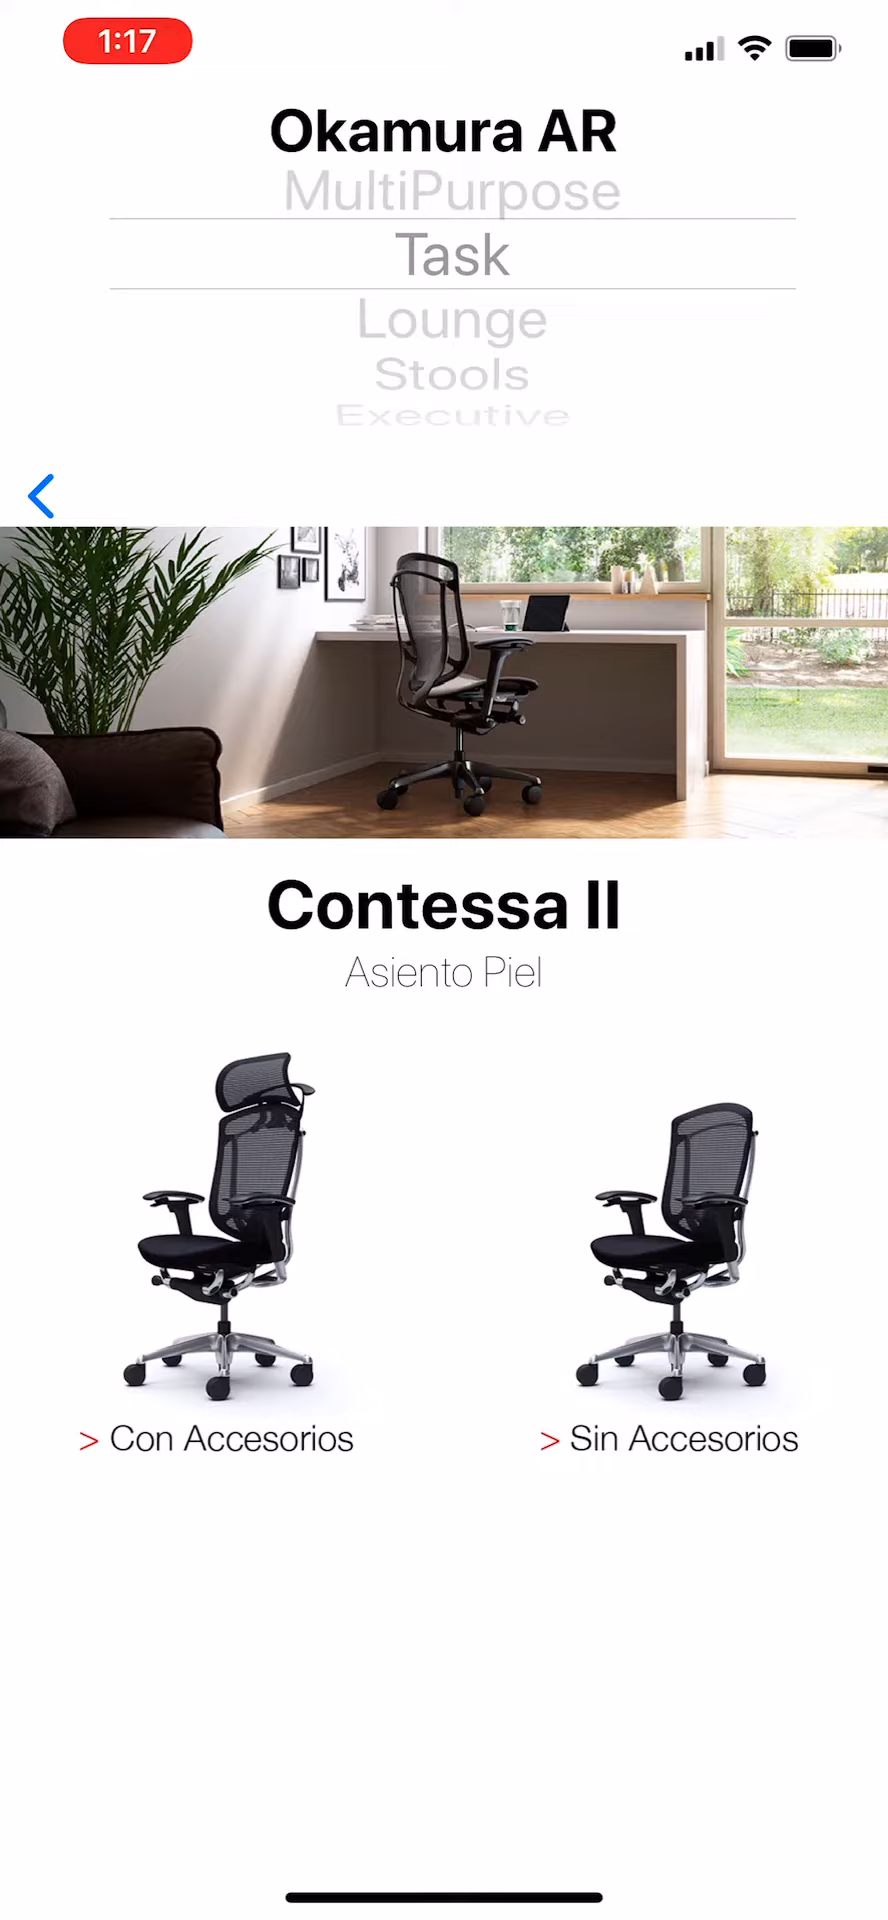 1:17
Okamura AR
MultiPurpose
Task
Lounge
Stools
Executive
Contessa II
Asiento Piel
> Con Accesorios
> Sin Accesorios